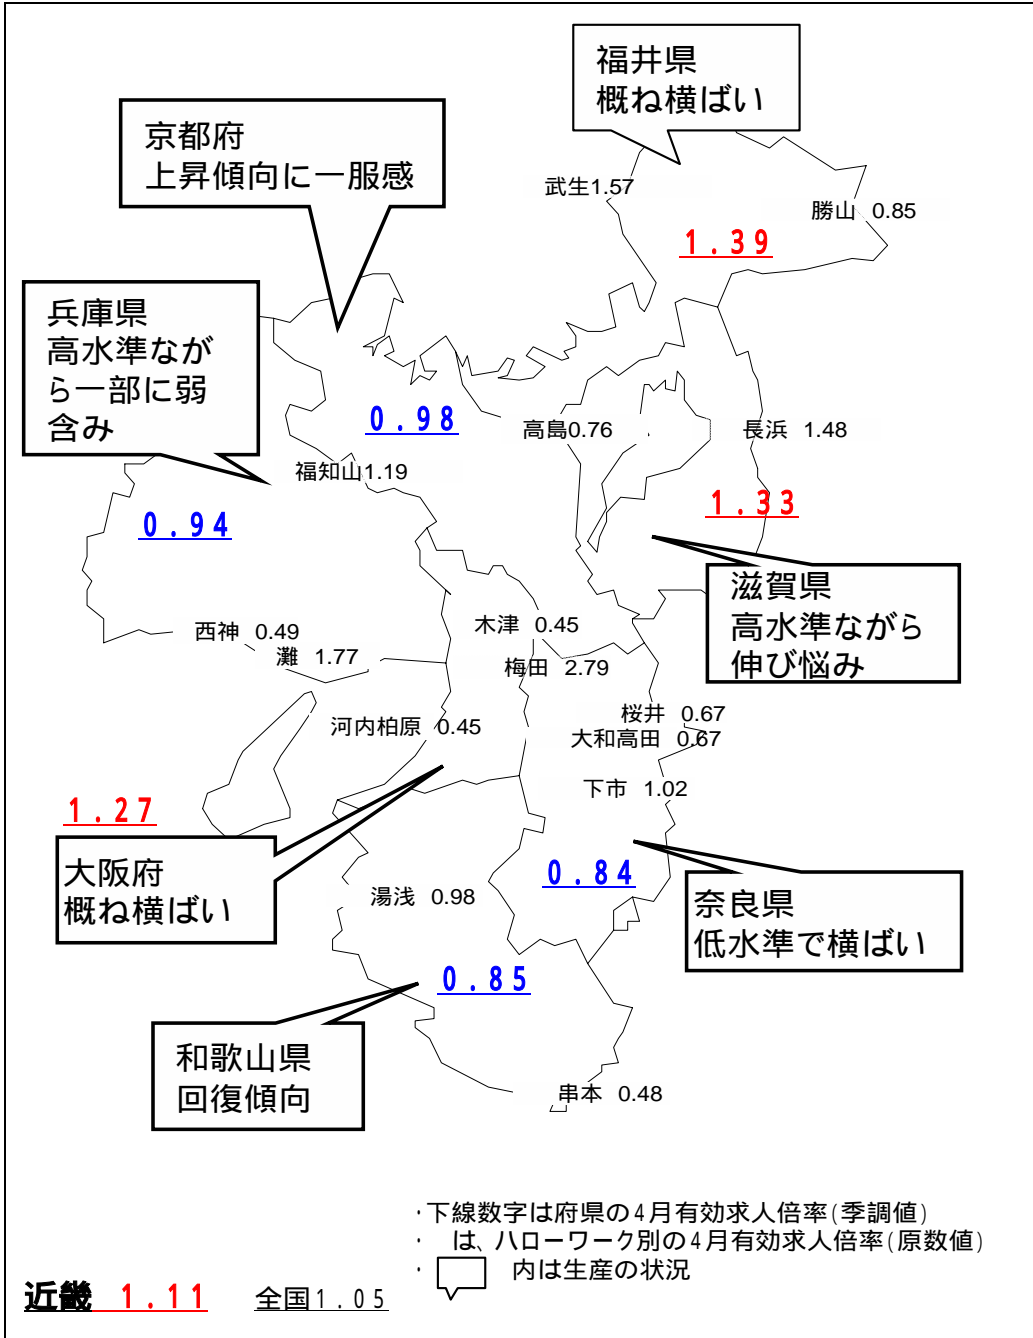 福井県
概ね横ばい
京都府
上昇傾向に一服感
武生1.57
勝山 0.85
1.39
兵庫県
高水準なが
ら一部に弱
含み
0.98
高島0.76
長浜 1.48
福知山1.19
1.33
0.94
滋賀県
高水準ながら
伸び悩み
西神 0.49
木津 0.45
灘 1.77
梅田 2.79
桜井 0.67
河内柏原 0.45
大和高田 0.67
下市 1.02
1.27
大阪府
概ね横ばい
0.84
湯浅 0.98
奈良県
低水準で横ばい
0.85
和歌山県
回復傾向
串本 0.48
・下線数字は府県の4月有効求人倍率(季調値)
・ は、ハローワーク別の4月有効求人倍率(原数値)
・ 内は生産の状況
近畿 1.11 全国1.05